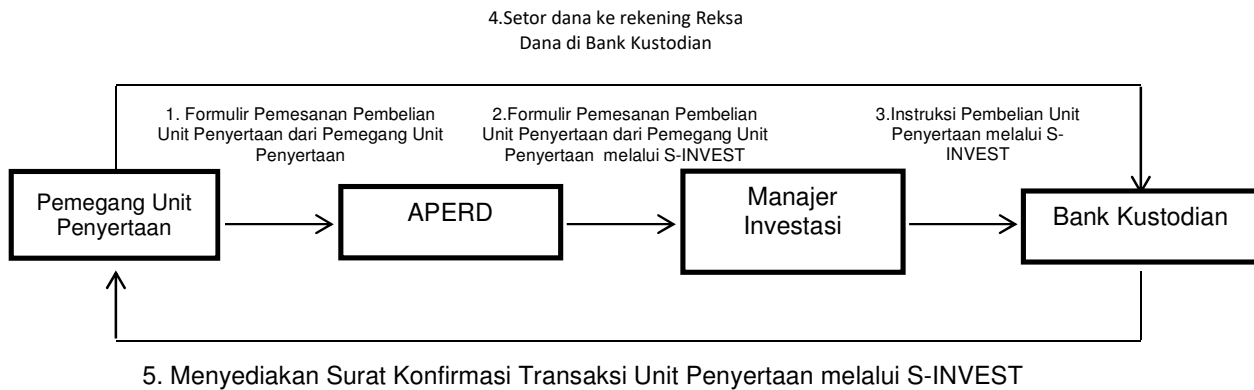 4.Setor dana ke rekening Reksa
Dana di Bank Kustodian
1. Formulir Pemesanan Pembelian
Unit Penyertaan dari Pemegang Unit
Penyertaan
2.Formulir Pemesanan Pembelian
Unit Penyertaan dari Pemegang Unit
Penyertaan melalui S-INVEST
3.Instruksi Pembelian Unit
Penyertaan melalui S-
INVEST
Pemegang Unit
Penyertaan
APERD
Manajer
Investasi
Bank Kustodian
5. Menyediakan Surat Konfirmasi Transaksi Unit Penyertaan melalui S-INVEST